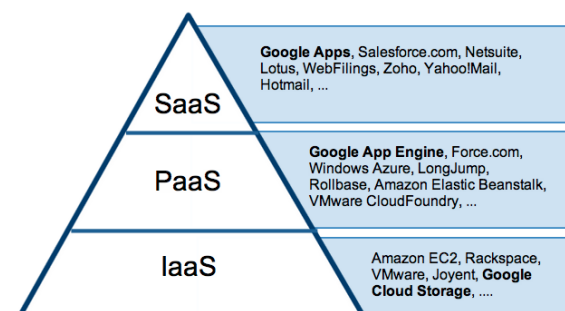 Google Apps, Salesforce.com, Netsuite,
Lotus, WebFilings, Zoho, Yahoo!Mail,
Hotmail, ...
SaaS
Google App Engine, Force.com,
Windows Azure, LongJump,
Rollbase, Amazon Elastic Beanstalk,
VMware CloudFoundry, ...
PaaS
Amazon EC2, Rackspace,
VMware, Joyent, Google
Cloud Storage, ....
IaaS